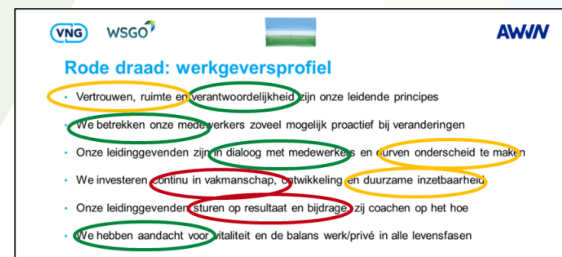 VNG WSGO AWVN
Rode draad: werkgeversprofiel
• Vertrouwen, ruimte en verantwoordelijkheid zijn onze leidende principes
• We betrekken onze medewerkers zoveel mogelijk proactief bij veranderingen
• Onze leidinggevenden zijn in dialoog met medewerkers en durven onderscheid te maken
• We investeren continu in vakmanschap, ontwikkeling en duurzame inzetbaarheid
• Onze leidinggevenden sturen op resultaat en bijdrage, zij coachen op het hoe
• We hebben aandacht voor vitaliteit en de balans werk/privé in alle levensfasen